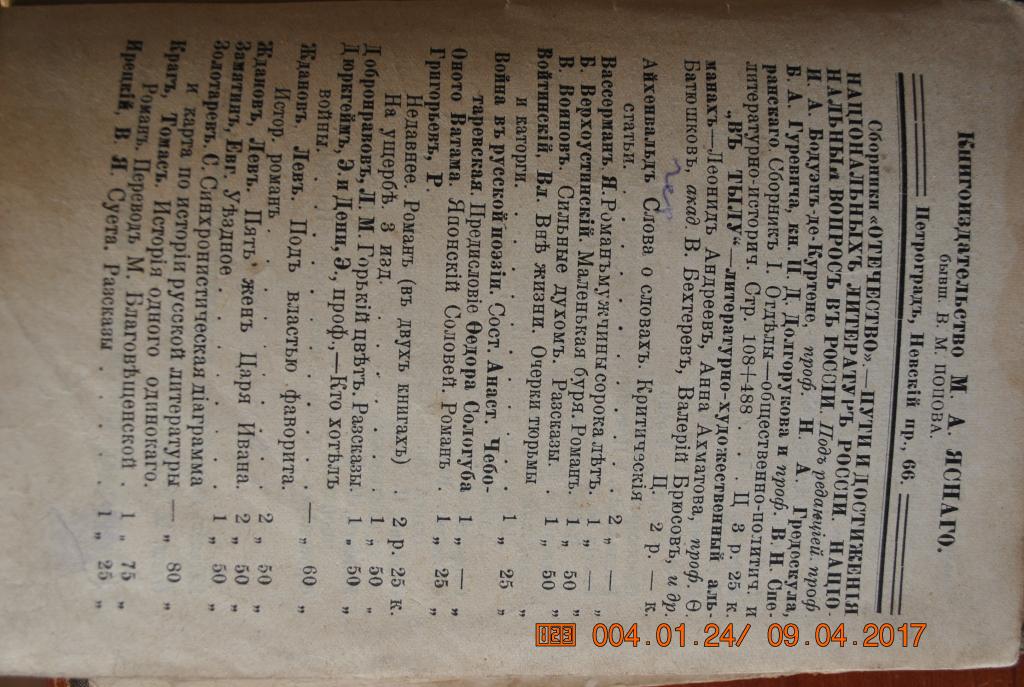 Книгоиздательство М. А. ЯСНАГО.
бывш. В. М. ПОПОВА.
Петроградъ, Невскій пр., 66.
Сборники «ОТЕЧЕСТВО».—ПУТИ И ДОСТИЖЕНІЯ
НАЦІОНАЛЬНЫХЪ ЛИТЕРАТУРЪ РОССІИ. НАЦІО-
НАЛЬНЫЙ ВОПРОСЪ ВЪ РОССІИ. Подъ редакціей проф.
И. А. Бодуэнъ-де-Куртенэ, проф. Н. А. Гредескула,
Б. А. Гуревича, кн. П. Д. Долгорукова и проф. В. Н. Спе-
ранскаго. Сборникъ I. Отдѣлы—общественно-политич. и
литературно-историч. Стр. 108+488 . . Ц 3 р. 25 к.
„ВЪ ТЫЛУ“—литературно-художественный аль-
манахъ—Леонидъ Андреевъ, Анна Ахматова, проф. Ѳ.
Батюшковъ, акад. В. Бехтеревъ, Валерій Брюсовъ, и др.
Ц. 2 р. — к.
Айхенвальдъ Слова о словахъ. Критическія
статьи . . . . . . . . 2 „ — „
Вассерманъ, Я. Романъ мужчины сорока лѣтъ. 1 „ — „
Б. Верхоустинскій. Маленькая буря. Романъ. 1 „ 50 „
В. Воиновъ. Сильные духомъ. Разсказы. 1 „ 50 „
Войтинскій, Вл. Внѣ жизни. Очерки тюрьмы
и каторги. . . . . . . . 1 „ 25 „
Война въ русской поэзіи. Сост. Анаст. Чебо-
таревская. Предисловіе Ѳедора Сологуба 1 „ — „
Оното Ватама. Японскій Соловей. Романъ 1 „ 25 „
Григорьевъ, Р.
Недавнее. Романъ (въ двухъ книгахъ) 2 р. 25 к.
На ущербѣ. 3 изд. . . . . . 1 „ 50 „
Добронравовъ, Л. М. Горькій цвѣтъ. Разсказы. 1 „ 50 „
Дюркгеймъ, Э. и Дени, Э., проф.,—Кто хотѣлъ
войны. . . . . . . . — „ 60 „
Ждановъ, Левъ. Подъ властью фаворита.
Истор. романъ . . . . . . 2 „ 50 „
Ждановъ, Левъ. Пять женъ Царя Ивана. 2 „ 50 „
Замятинъ, Евг. Уѣздное . . . . . 1 „ 50 „
Золотаревъ, С. Синхронистическая діаграмма
и карта по исторіи русской литературы — „ 80 „
Крагъ, Томасъ. Исторія одного одинокаго.
Романъ. Переводъ М. Благовѣщенской . 1 „ 75 „
Ирецкій, В. Я. Суета. Разсказы . . . 1 „ 25 „
004.01.24/ 09.04.2017